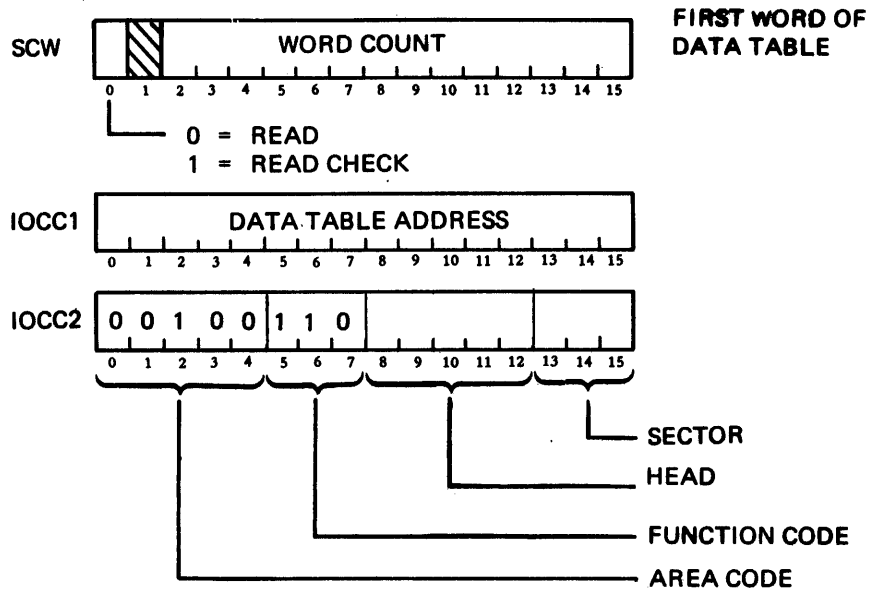 SCW
WORD COUNT
FIRST WORD OF
DATA TABLE
0 1 2 3 4 5 6 7 8 9 10 11 12 13 14 15
0 = READ
1 = READ CHECK
IOCC1
DATA TABLE ADDRESS
0 1 2 3 4 5 6 7 8 9 10 11 12 13 14 15
IOCC2
0 0 1 0 0 1 1 0
0 1 2 3 4 5 6 7 8 9 10 11 12 13 14 15
SECTOR
HEAD
FUNCTION CODE
AREA CODE